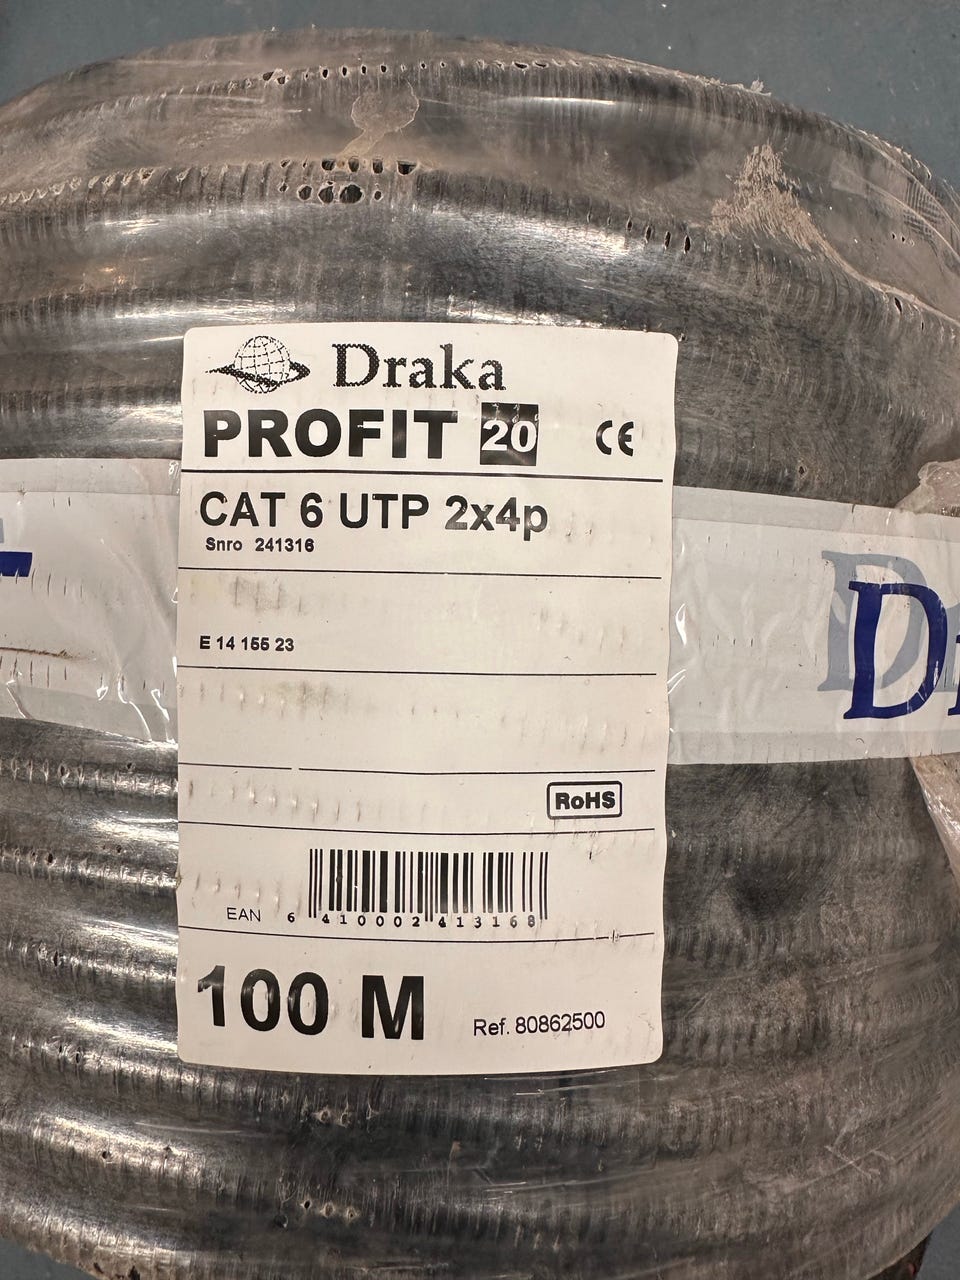 Draka
PROFIT 20 CE
CAT 6 UTP 2x4p
Snro 241316
E 14 155 23
RoHS
EAN 6 410002 413168
100 M
Ref. 80862500